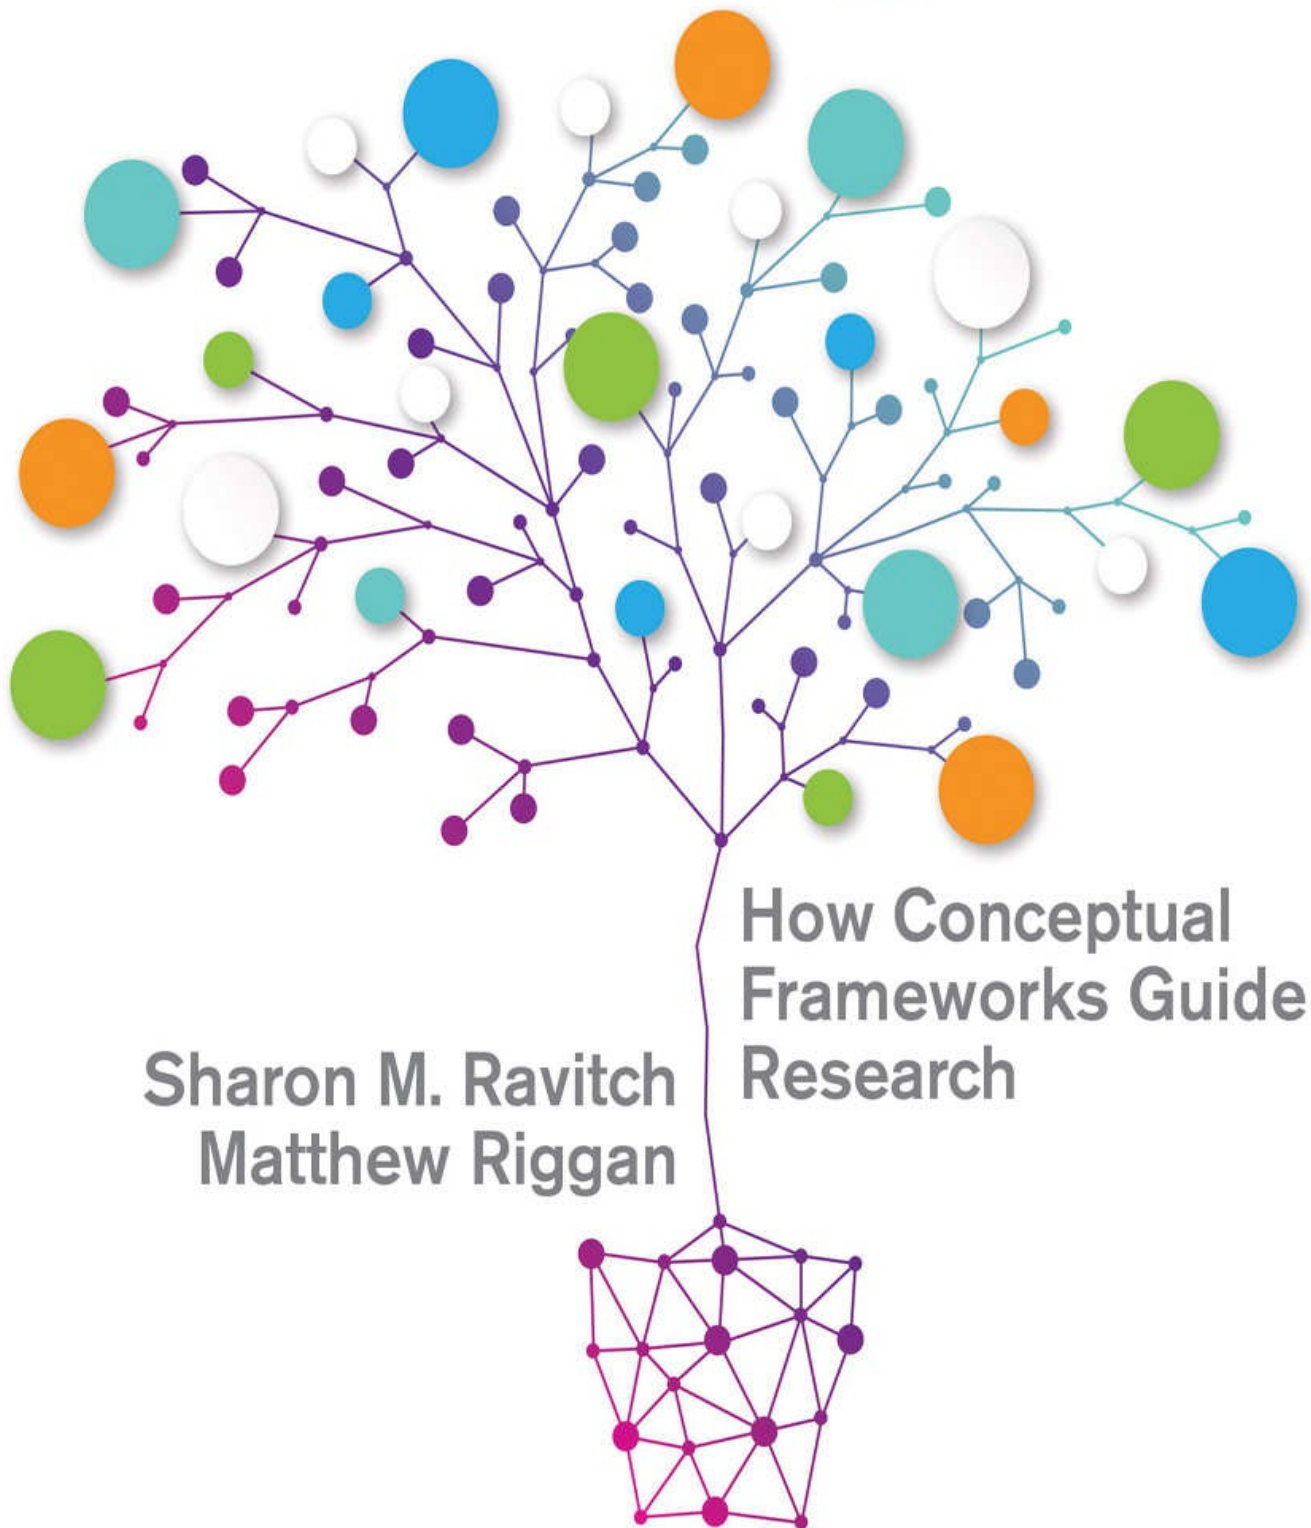 How Conceptual
Frameworks Guide
Research
Sharon M. Ravitch
Matthew Riggan